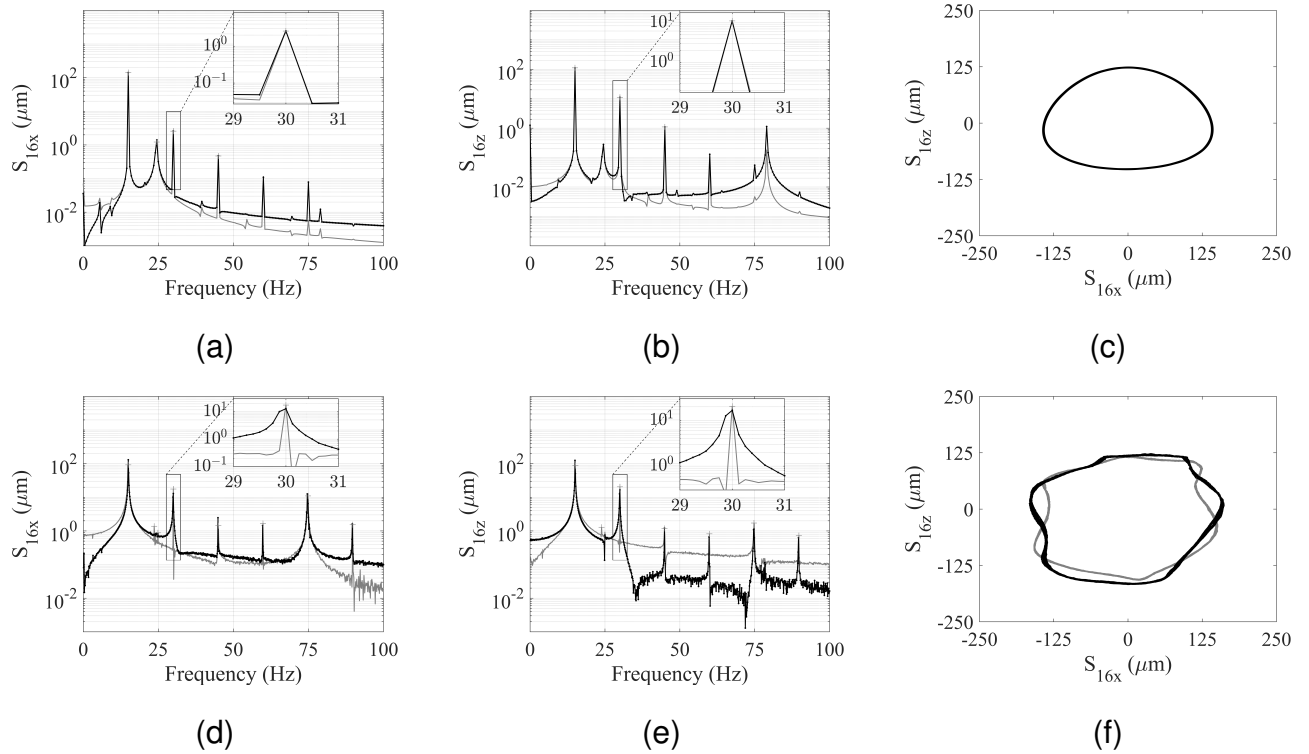 S16x (μm)
10^2
10^0
10^-2
10^0
10^-1
29 30 31
0 25 50 75 100
Frequency (Hz)
(a)
S16z (μm)
10^2
10^0
10^-2
10^1
10^0
29 30 31
0 25 50 75 100
Frequency (Hz)
(b)
S16z (μm)
250
125
0
-125
-250
-250 -125 0 125 250
S16x (μm)
(c)
S16x (μm)
10^2
10^0
10^-2
10^1
10^0
10^-1
29 30 31
0 25 50 75 100
Frequency (Hz)
(d)
S16z (μm)
10^2
10^0
10^-2
10^1
10^0
29 30 31
0 25 50 75 100
Frequency (Hz)
(e)
S16z (μm)
250
125
0
-125
-250
-250 -125 0 125 250
S16x (μm)
(f)